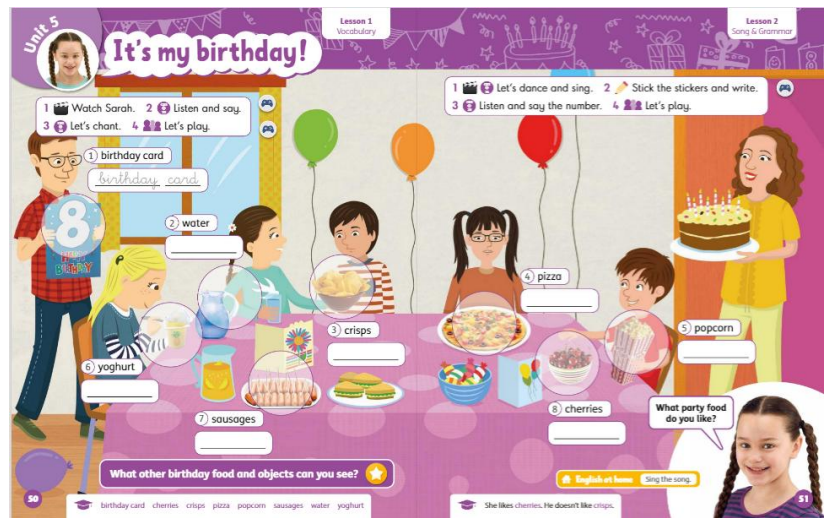 Unit 5
It's my birthday!
Lesson 1
Vocabulary
1 Watch Sarah. 2 Listen and say.
3 Let's chant. 4 Let's play.
1 birthday card
birthday card
8
HAPPY
BIRTHDAY
2 water
3 crisps
6 yoghurt
7 sausages
What other birthday food and objects can you see?
50
birthday card cherries crisps pizza popcorn sausages water yoghurt
Lesson 2
Song & Grammar
1 Let's dance and sing. 2 Stick the stickers and write.
3 Listen and say the number. 4 Let's play.
4 pizza
5 popcorn
8 cherries
What party food
do you like?
English at home Sing the song.
51
She likes cherries. He doesn't like crisps.